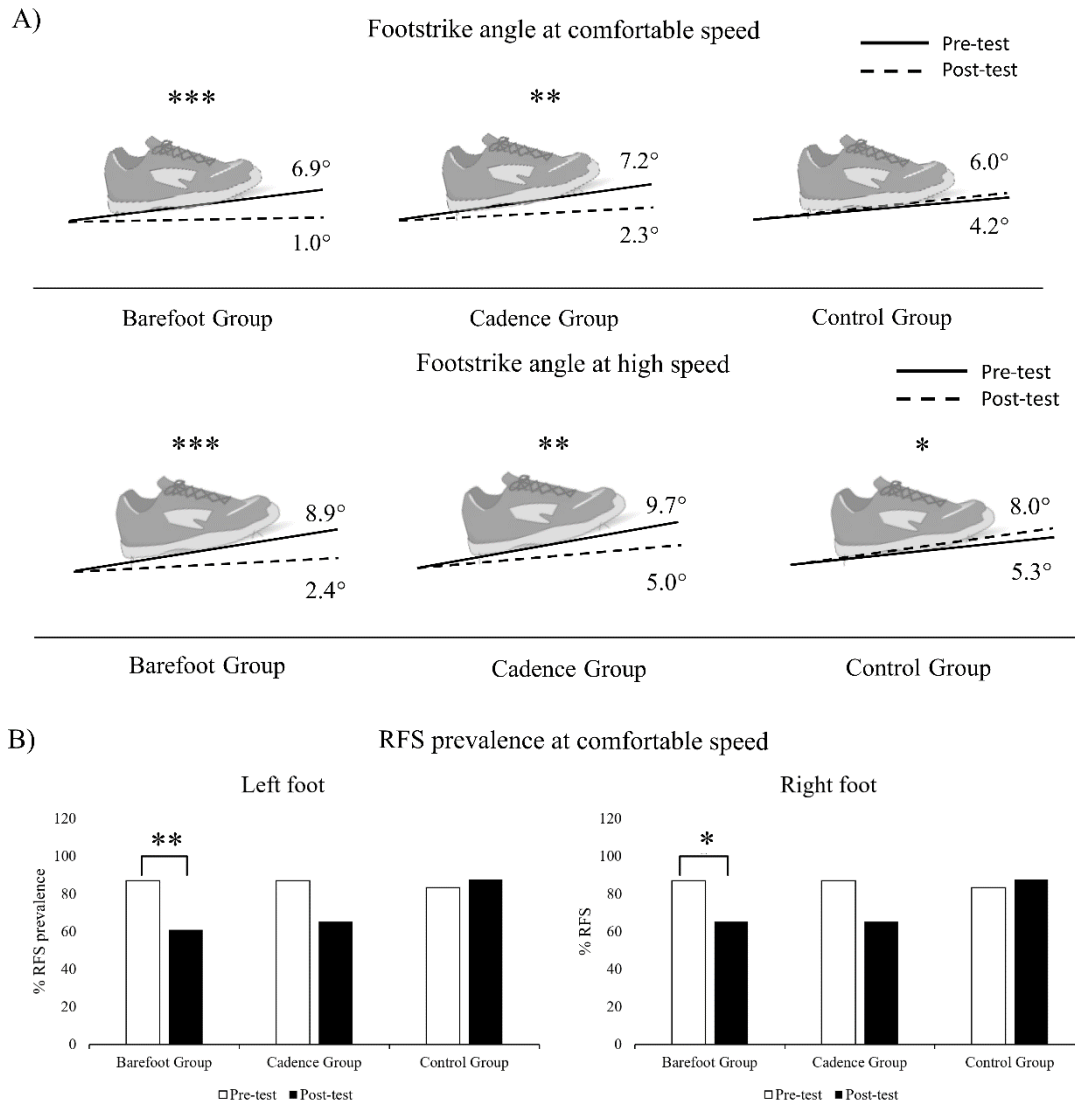 A)
Footstrike angle at comfortable speed
Pre-test
Post-test
*** ** 
6.9° 7.2° 6.0°
1.0° 2.3° 4.2°
Barefoot Group Cadence Group Control Group
Footstrike angle at high speed
Pre-test
Post-test
*** ** *
8.9° 9.7° 8.0°
2.4° 5.0° 5.3°
Barefoot Group Cadence Group Control Group
B)
RFS prevalence at comfortable speed
Left foot
% RFS prevalence
120
100
80
60
40
20
0
**
Barefoot Group Cadence Group Control Group
Pre-test Post-test
Right foot
% RFS
120
100
80
60
40
20
0
*
Barefoot Group Cadence Group Control Group
Pre-test Post-test